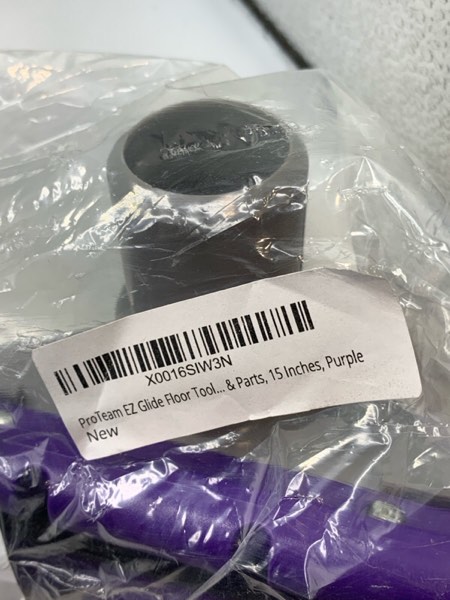 X0016SIW3N
ProTeam EZ Glide Floor Tool... & Parts, 15 Inches, Purple
New